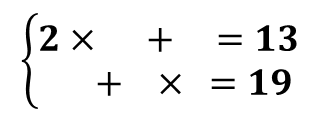 2 × + = 13
+ × = 19